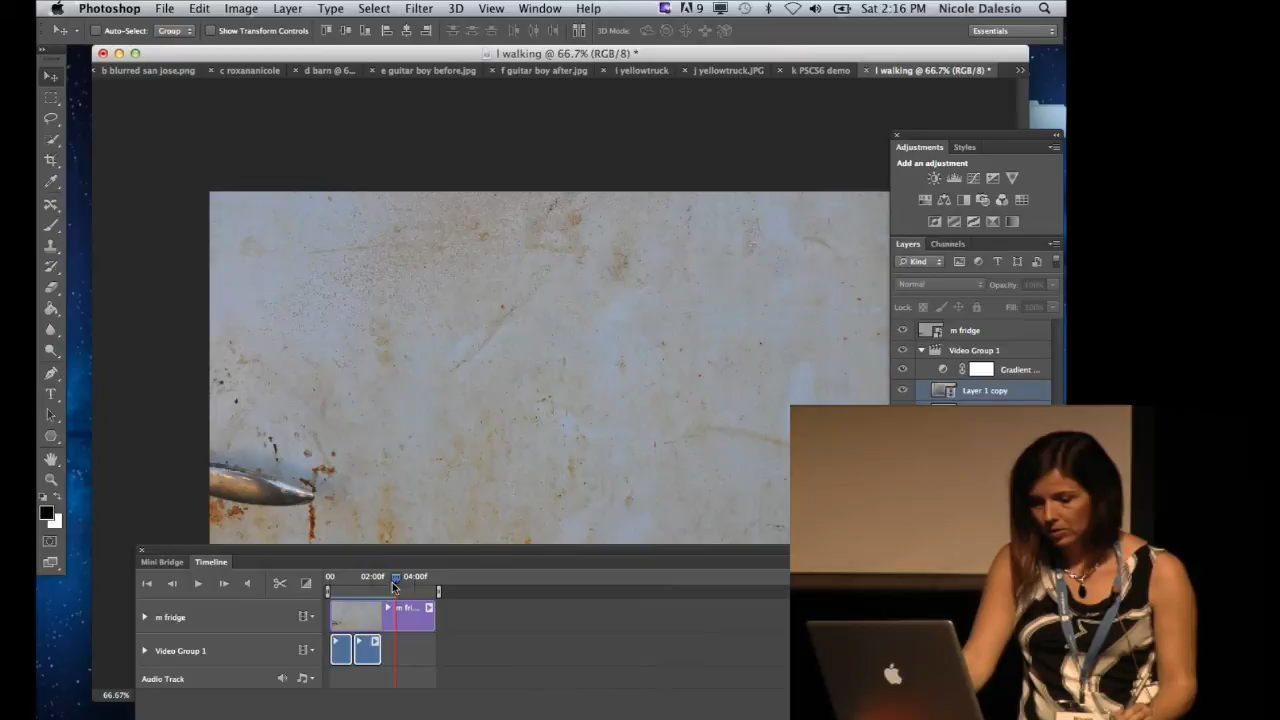 Photoshop File Edit Image Layer Type Select Filter 3D View Window Help 9 Sat 2:16 PM Nicole Dalesio
Auto-Select: Group Show Transform Controls 3D Mode: Essentials
l walking @ 66.7% (RGB/8) *
b blurred san jose.png × c roxananicole × d barn @ 6... × e guitar boy before.jpg × f guitar boy after.jpg × i yellowtruck × j yellowtruck.JPG × k PSCS6 demo × l walking @ 66.7% (RGB/8) * >>
Adjustments Styles
Add an adjustment
Layers Channels
Kind
Normal Opacity: 100%
Lock: Fill: 100%
m fridge
Video Group 1
Gradient ...
Layer 1 copy
Mini Bridge Timeline
00 02:00f 04:00f
m fridge m fri...
Video Group 1
Audio Track
66.67%